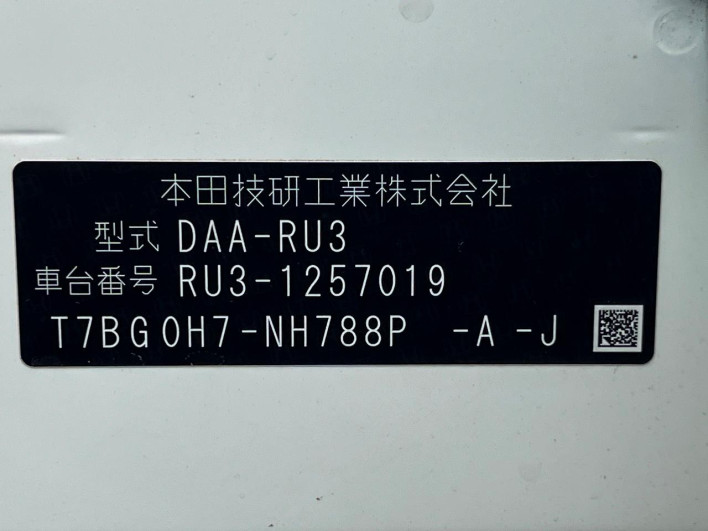 本田技研工業株式会社
型式 DAA-RU3
車台番号 RU3-1257019
T7BG0H7-NH788P -A -J